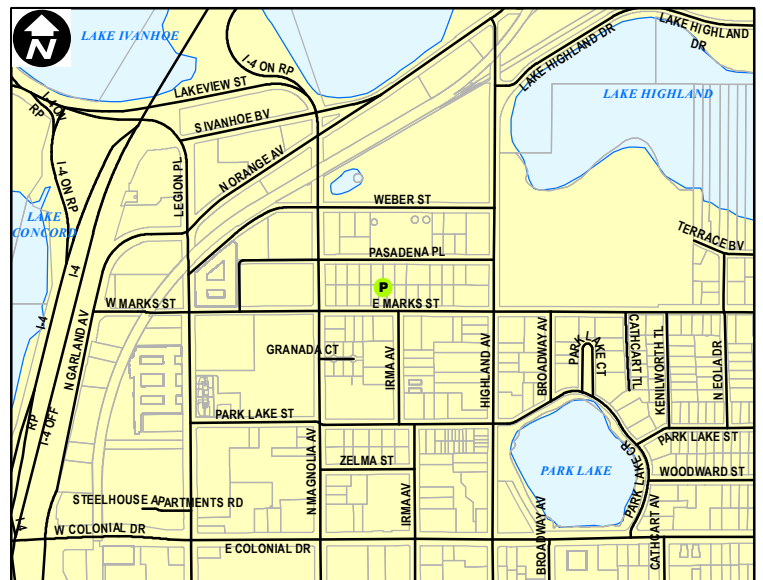 N
LAKE IVANHOE
I-4 ON RP
LAKE HIGHLAND
DR
LAKE HIGHLAND DR
LAKEVIEW ST
LAKE HIGHLAND
I-4 ON
RP
S IVANHOE BV
N ORANGE AV
I-4 ON RP
LEGION PL
WEBER ST
LAKE
CONCORD
TERRACE BV
PASADENA PL
I-4
P
W MARKS ST
E MARKS ST
I-4
N GARLAND AV
GRANADA CT
IRMA AV
HIGHLAND AV
BROADWAY AV
PARK LAKE CT
CATHCART TL
KENILWORTH TL
N EOLA DR
PARK LAKE ST
RP
I-4 OFF
N MAGNOLIA AV
PARK LAKE ST
ZELMA ST
PARK LAKE
PARK LAKE CR
WOODWARD ST
STEELHOUSE APARTMENTS RD
IRMA AV
BROADWAY AV
CATHCART AV
I-4
W COLONIAL DR
E COLONIAL DR